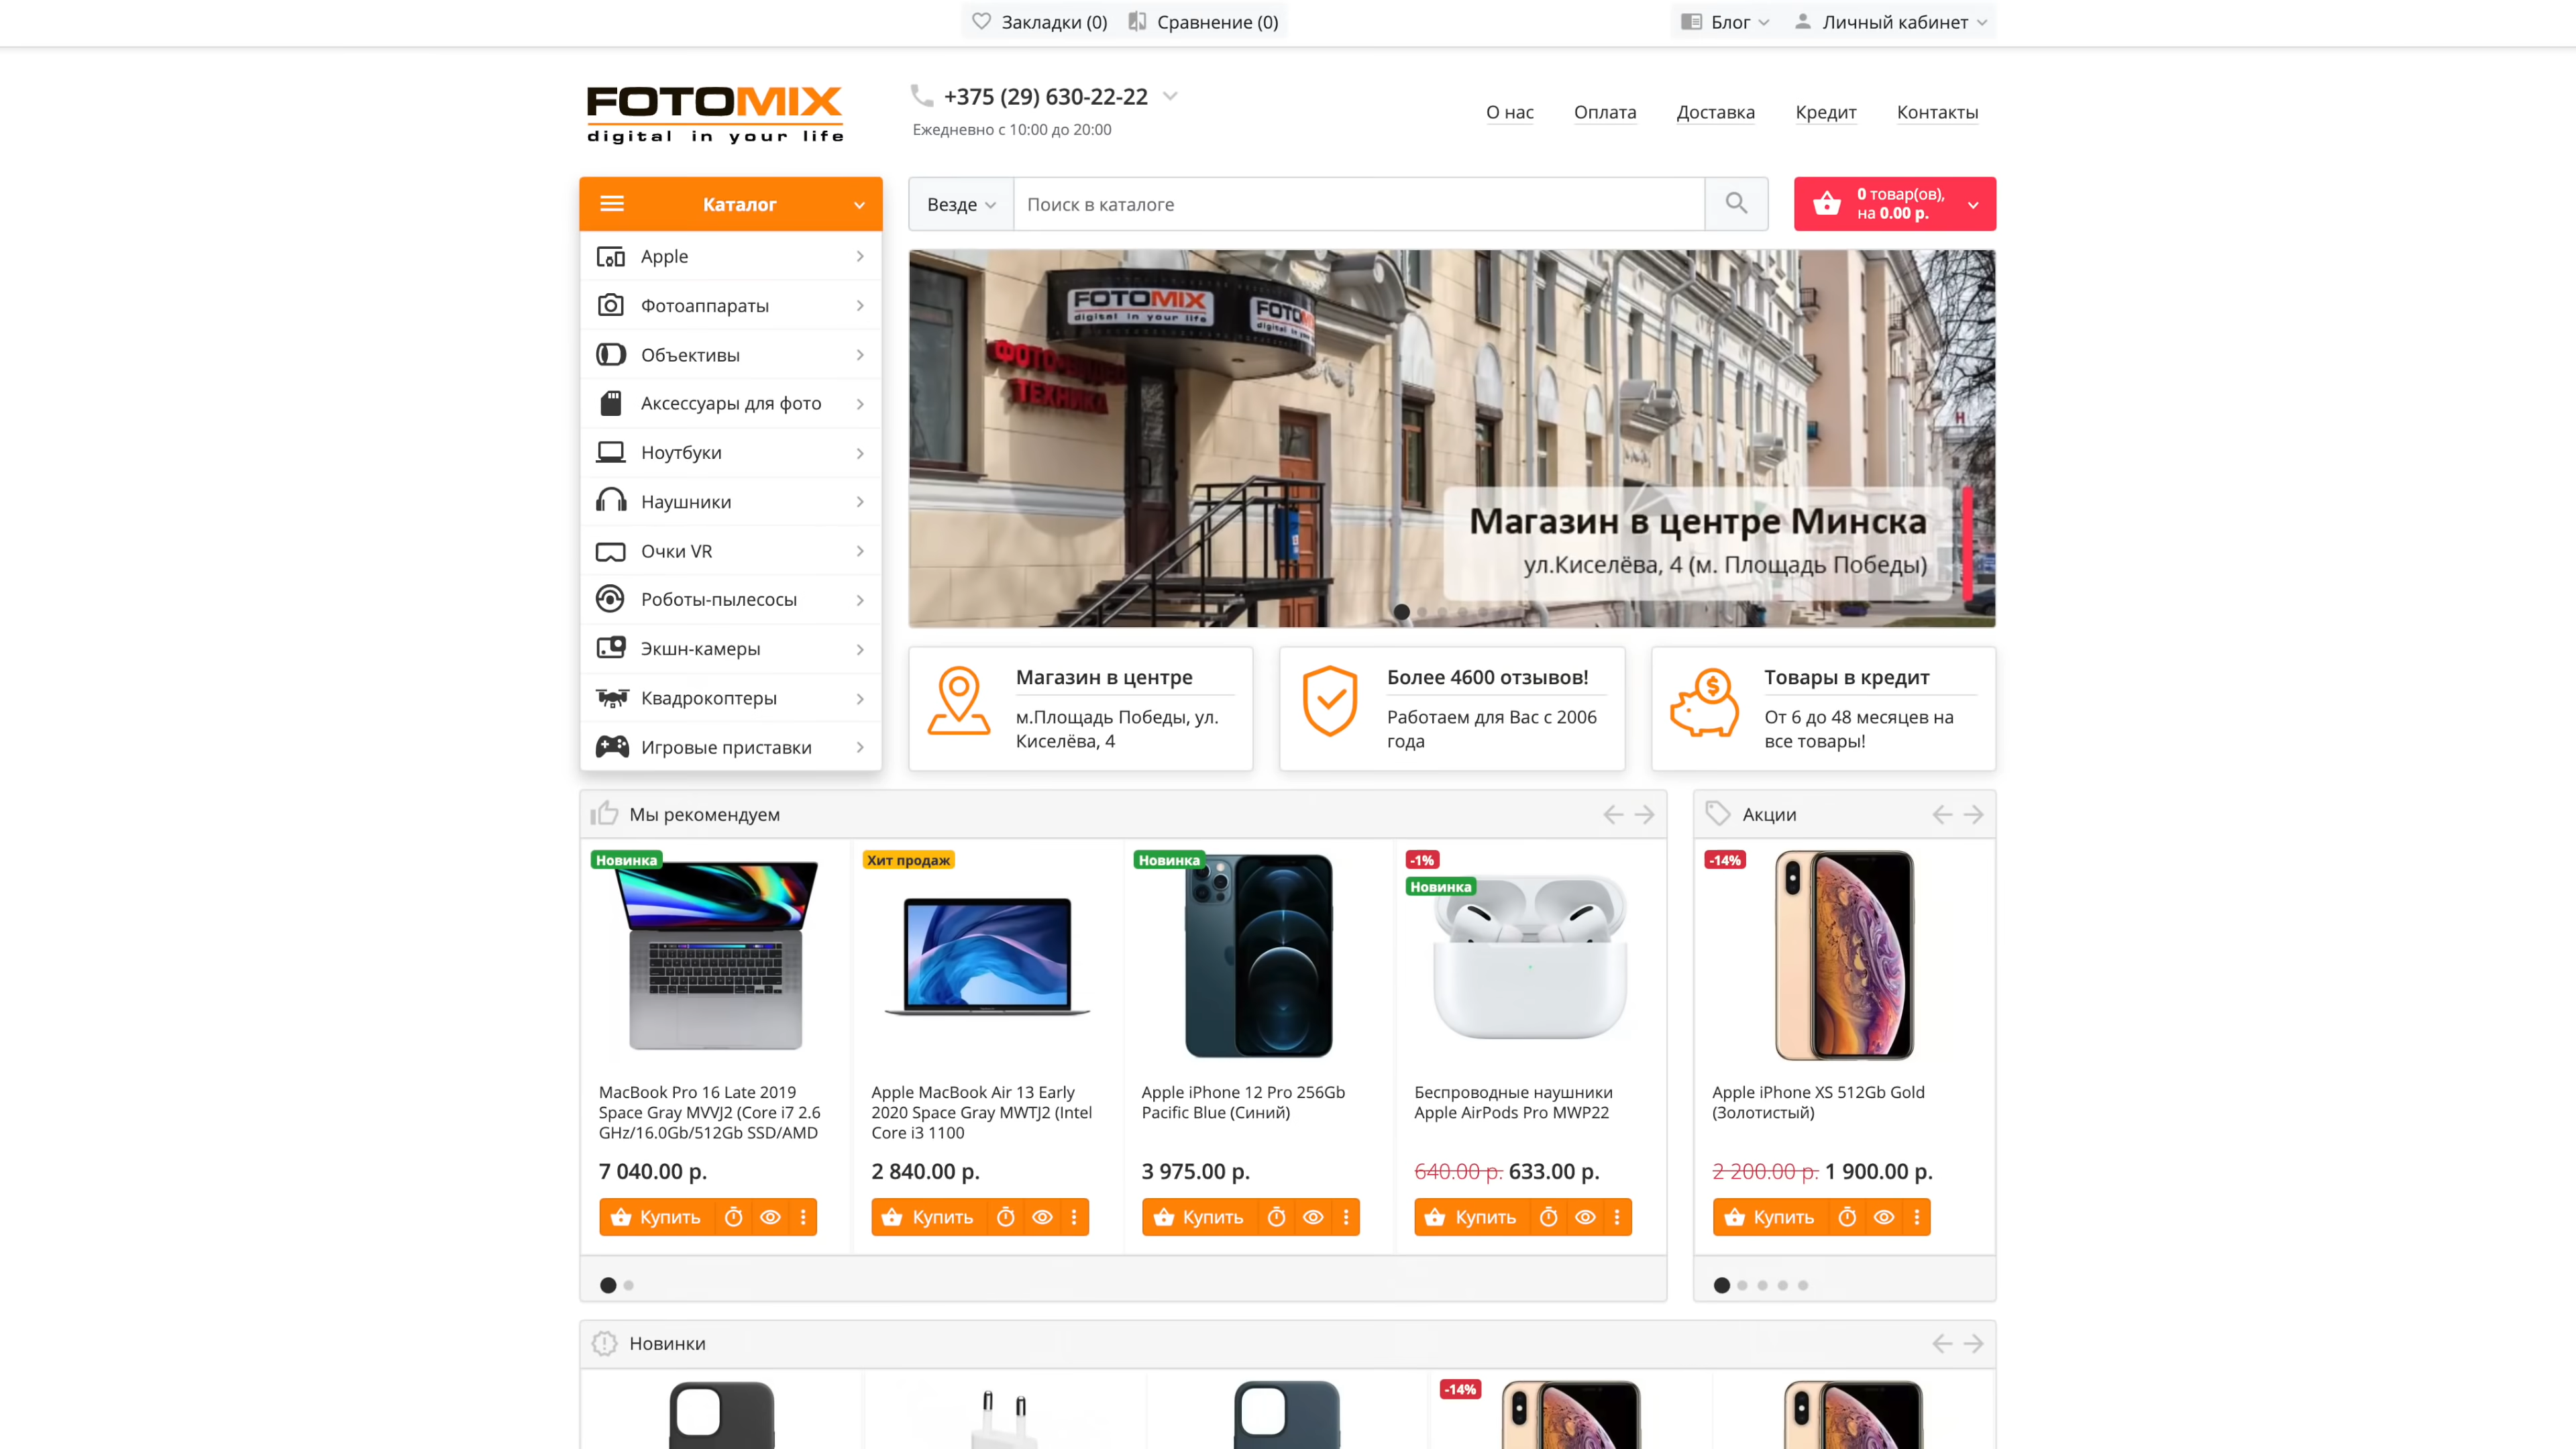 Закладки (0)
Сравнение (0)
Блог
Личный кабинет
FOTOMIX
digital in your life
+375 (29) 630-22-22
Ежедневно с 10:00 до 20:00
О нас
Оплата
Доставка
Кредит
Контакты
Каталог
Везде
Поиск в каталоге
0 товар(ов),
на 0.00 р.
Apple
Фотоаппараты
Объективы
Аксессуары для фото
Ноутбуки
Наушники
Очки VR
Роботы-пылесосы
Экшн-камеры
Квадрокоптеры
Игровые приставки
FOTOMIX
digital in your life
ФОТО-ВИДЕО
ТЕХНИКА
Магазин в центре Минска
ул.Киселёва, 4 (м. Площадь Победы)
Магазин в центре
м.Площадь Победы, ул.
Киселёва, 4
Более 4600 отзывов!
Работаем для Вас с 2006
года
Товары в кредит
От 6 до 48 месяцев на
все товары!
Мы рекомендуем
Новинка
MacBook Pro 16 Late 2019
Space Gray MVVJ2 (Core i7 2.6
GHz/16.0Gb/512Gb SSD/AMD
7 040.00 р.
Купить
Хит продаж
Apple MacBook Air 13 Early
2020 Space Gray MWTJ2 (Intel
Core i3 1100
2 840.00 р.
Купить
Новинка
Apple iPhone 12 Pro 256Gb
Pacific Blue (Синий)
3 975.00 р.
Купить
-1%
Новинка
Беспроводные наушники
Apple AirPods Pro MWP22
640.00 р. 633.00 р.
Купить
Акции
-14%
Apple iPhone XS 512Gb Gold
(Золотистый)
2 200.00 р. 1 900.00 р.
Купить
Новинки
-14%